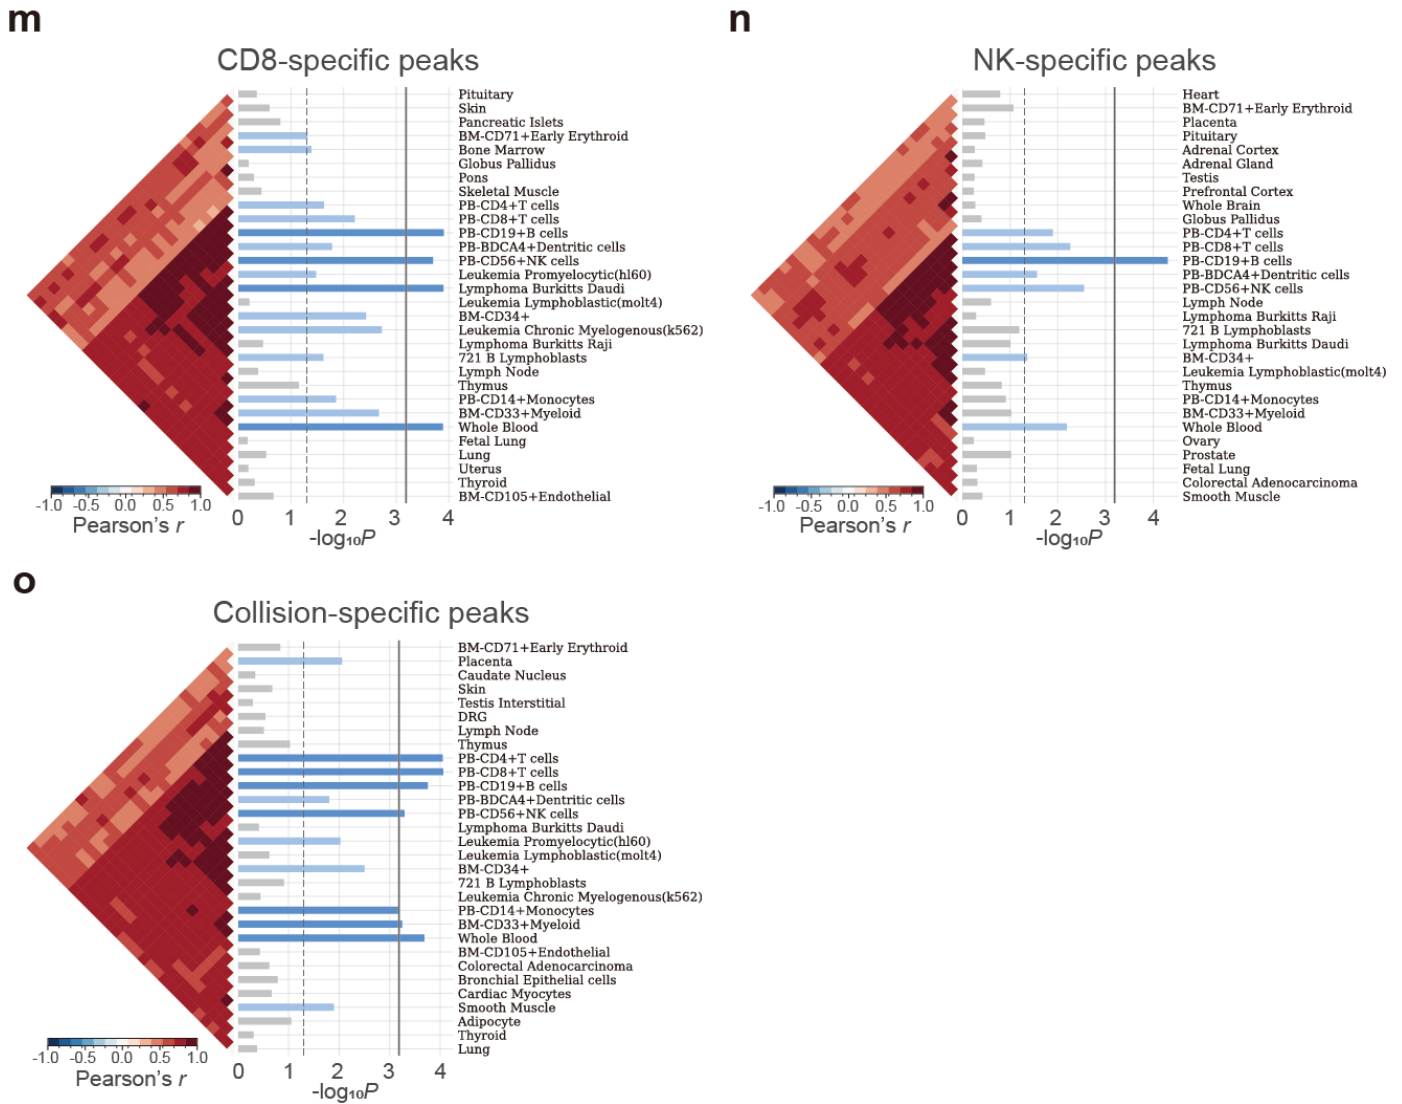 m
CD8-specific peaks
Pituitary
Skin
Pancreatic Islets
BM-CD71+Early Erythroid
Bone Marrow
Globus Pallidus
Pons
Skeletal Muscle
PB-CD4+T cells
PB-CD8+T cells
PB-CD19+B cells
PB-BDCA4+Dentritic cells
PB-CD56+NK cells
Leukemia Promyelocytic(hl60)
Lymphoma Burkitts Daudi
Leukemia Lymphoblastic(molt4)
BM-CD34+
Leukemia Chronic Myelogenous(k562)
Lymphoma Burkitts Raji
721 B Lymphoblasts
Lymph Node
Thymus
PB-CD14+Monocytes
BM-CD33+Myeloid
Whole Blood
Fetal Lung
Lung
Uterus
Thyroid
BM-CD105+Endothelial
-1.0 -0.5 0.0 0.5 1.0
Pearson's r
0 1 2 3 4
-log₁₀P
n
NK-specific peaks
Heart
BM-CD71+Early Erythroid
Placenta
Pituitary
Adrenal Cortex
Adrenal Gland
Testis
Prefrontal Cortex
Whole Brain
Globus Pallidus
PB-CD4+T cells
PB-CD8+T cells
PB-CD19+B cells
PB-BDCA4+Dentritic cells
PB-CD56+NK cells
Lymph Node
Lymphoma Burkitts Raji
721 B Lymphoblasts
Lymphoma Burkitts Daudi
BM-CD34+
Leukemia Lymphoblastic(molt4)
Thymus
PB-CD14+Monocytes
BM-CD33+Myeloid
Whole Blood
Ovary
Prostate
Fetal Lung
Colorectal Adenocarcinoma
Smooth Muscle
-1.0 -0.5 0.0 0.5 1.0
Pearson's r
0 1 2 3 4
-log₁₀P
o
Collision-specific peaks
BM-CD71+Early Erythroid
Placenta
Caudate Nucleus
Skin
Testis Interstitial
DRG
Lymph Node
Thymus
PB-CD4+T cells
PB-CD8+T cells
PB-CD19+B cells
PB-BDCA4+Dentritic cells
PB-CD56+NK cells
Lymphoma Burkitts Daudi
Leukemia Promyelocytic(hl60)
Leukemia Lymphoblastic(molt4)
BM-CD34+
721 B Lymphoblasts
Leukemia Chronic Myelogenous(k562)
PB-CD14+Monocytes
BM-CD33+Myeloid
Whole Blood
BM-CD105+Endothelial
Colorectal Adenocarcinoma
Bronchial Epithelial cells
Cardiac Myocytes
Smooth Muscle
Adipocyte
Thyroid
Lung
-1.0 -0.5 0.0 0.5 1.0
Pearson's r
0 1 2 3 4
-log₁₀P